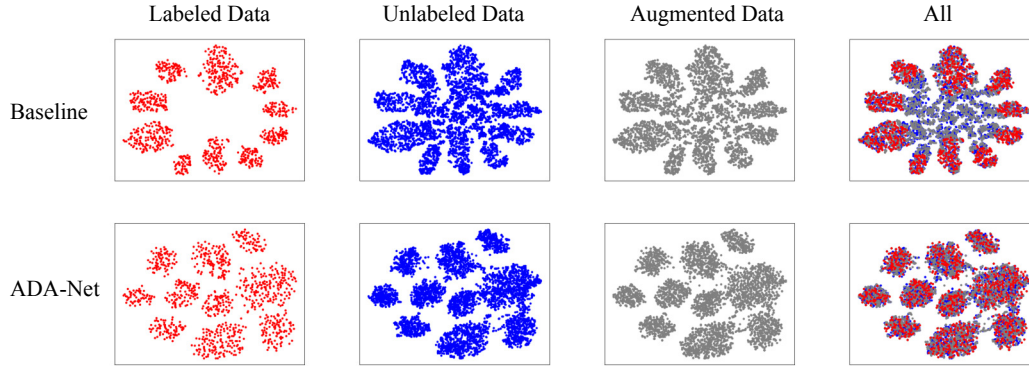 Labeled Data Unlabeled Data Augmented Data All
Baseline
ADA-Net